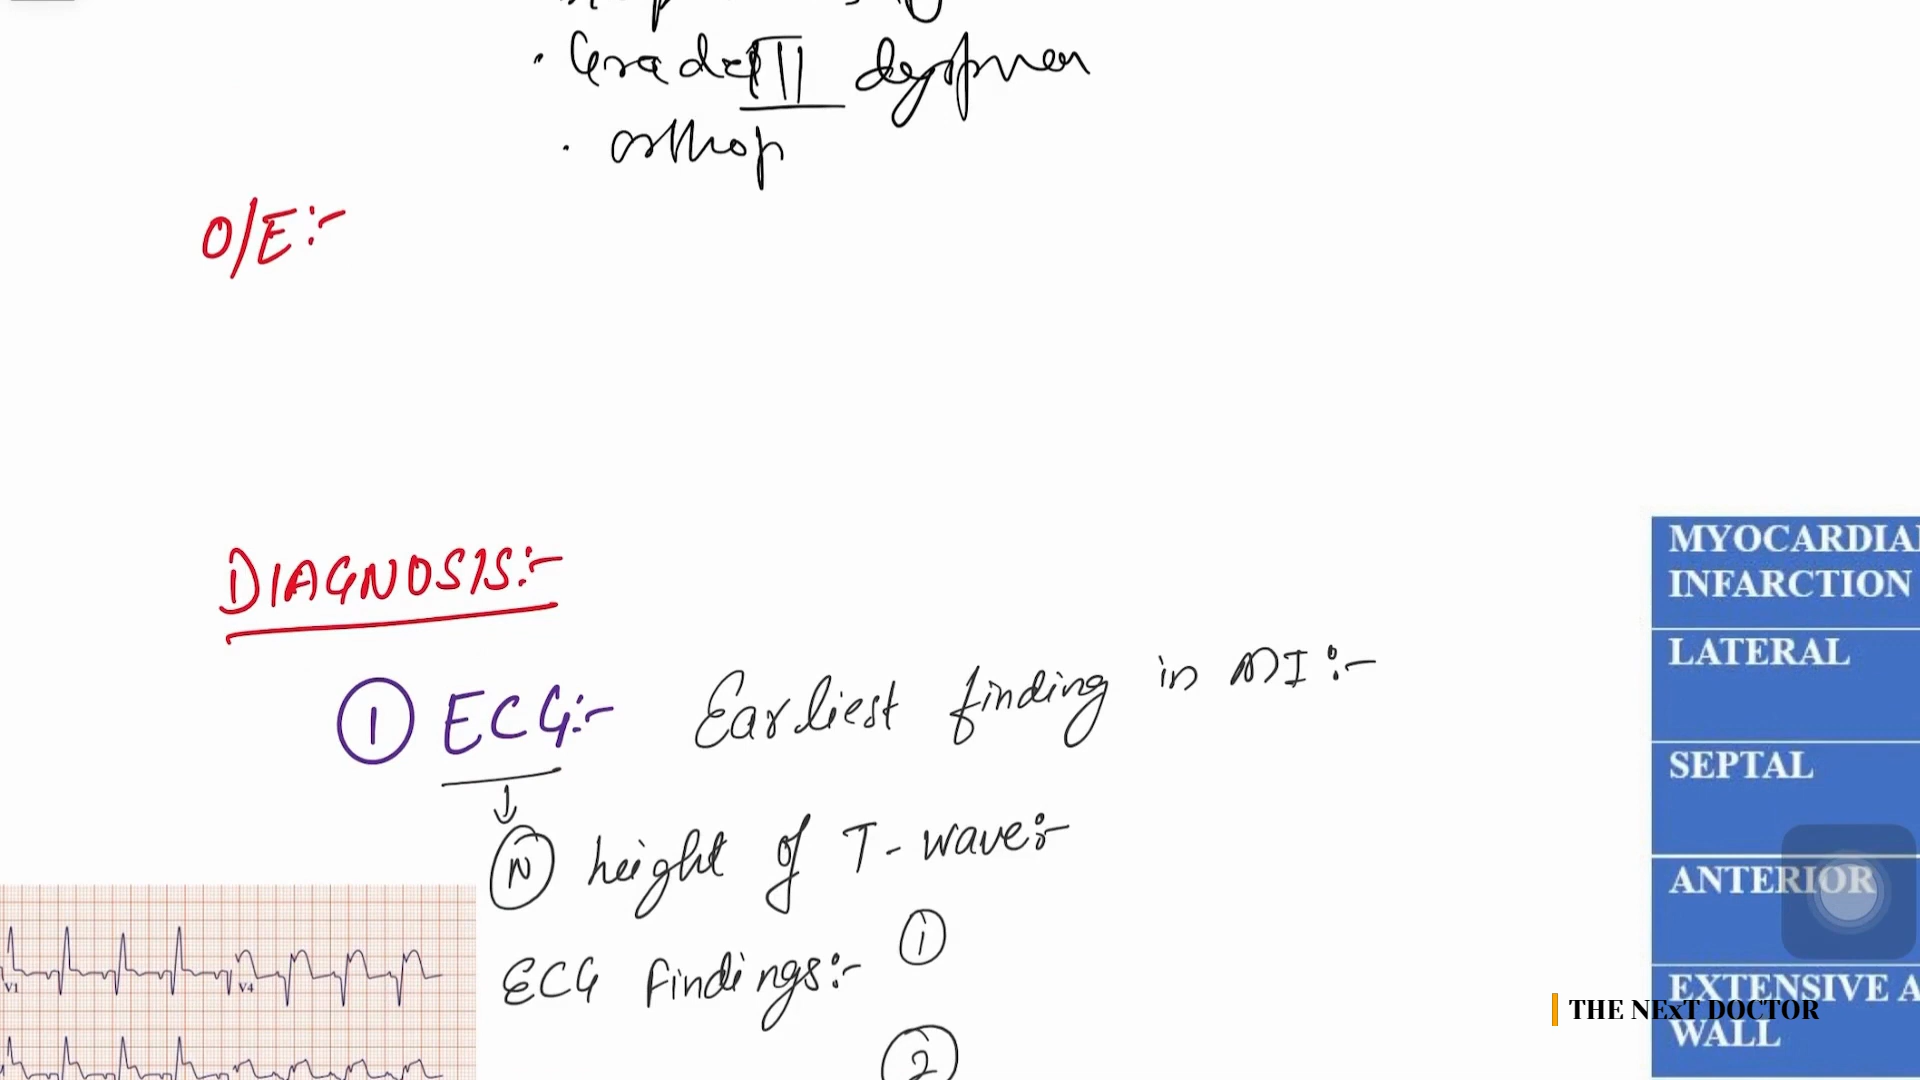 · Grade III dyspnea
· orthop
O/E:-
DIAGNOSIS:-
① ECG:- Earliest finding in MI:-
Ⓝ height of T-wave:-
ECG Findings:- ①
②
V1 V4
MYOCARDIAL
INFARCTION
LATERAL
SEPTAL
ANTERIOR
EXTENSIVE A
WALL
THE NExT DOCTOR